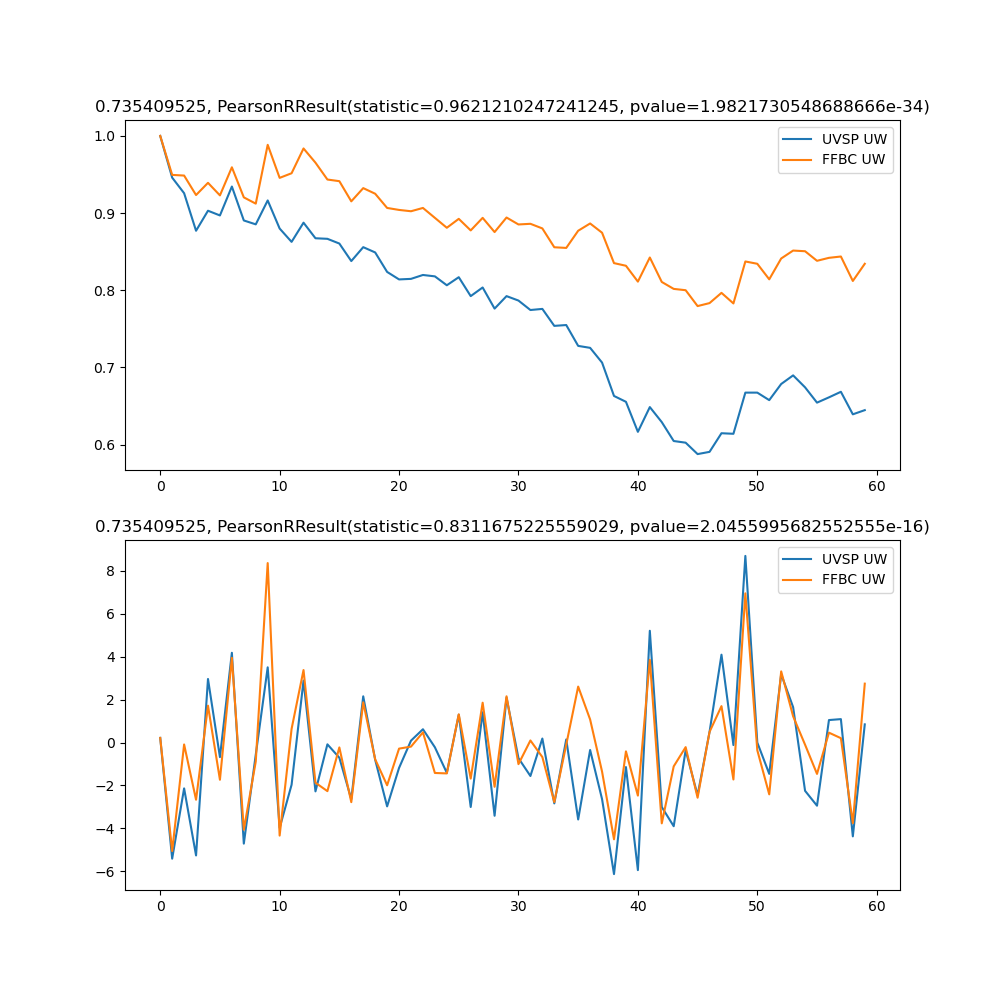 0.735409525, PearsonRResult(statistic=0.9621210247241245, pvalue=1.9821730548688666e-34)
UVSP UW
FFBC UW
1.0
0.9
0.8
0.7
0.6
0 10 20 30 40 50 60
0.735409525, PearsonRResult(statistic=0.8311675225559029, pvalue=2.0455995682552555e-16)
UVSP UW
FFBC UW
8
6
4
2
0
−2
−4
−6
0 10 20 30 40 50 60